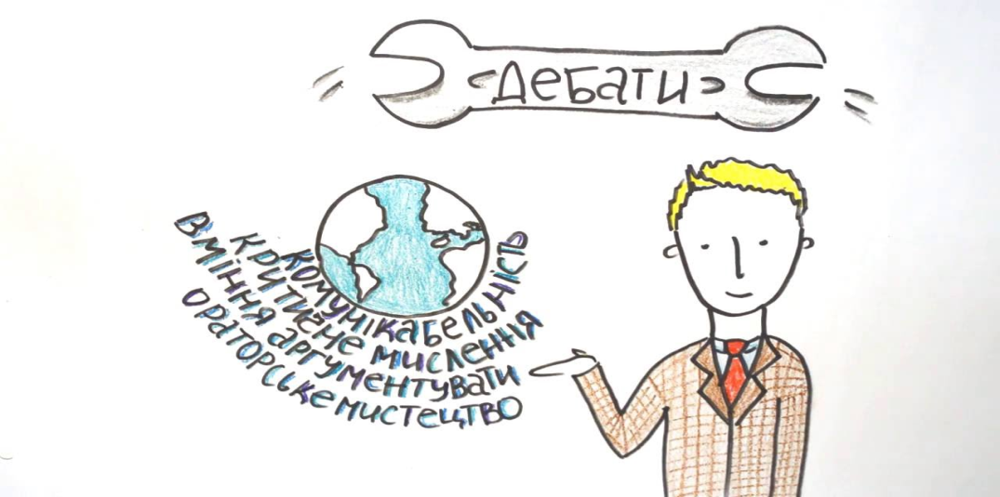 Дебати
комунікабельність
критичне мислення
вміння аргументувати
ораторське мистецтво